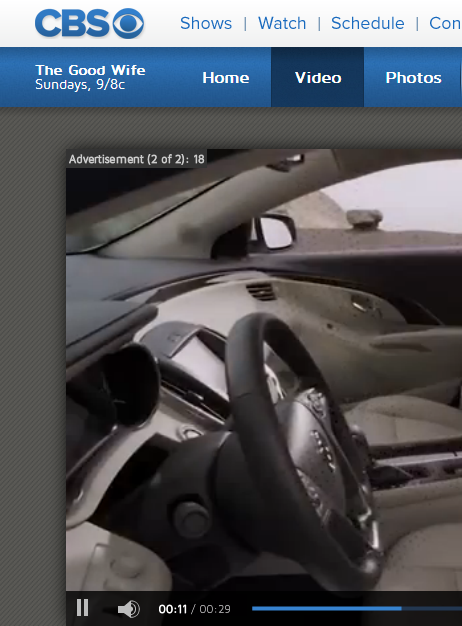 CBS Shows | Watch | Schedule | Con
The Good Wife
Sundays, 9/8c
Home Video Photos
Advertisement (2 of 2): 18
00:11 / 00:29